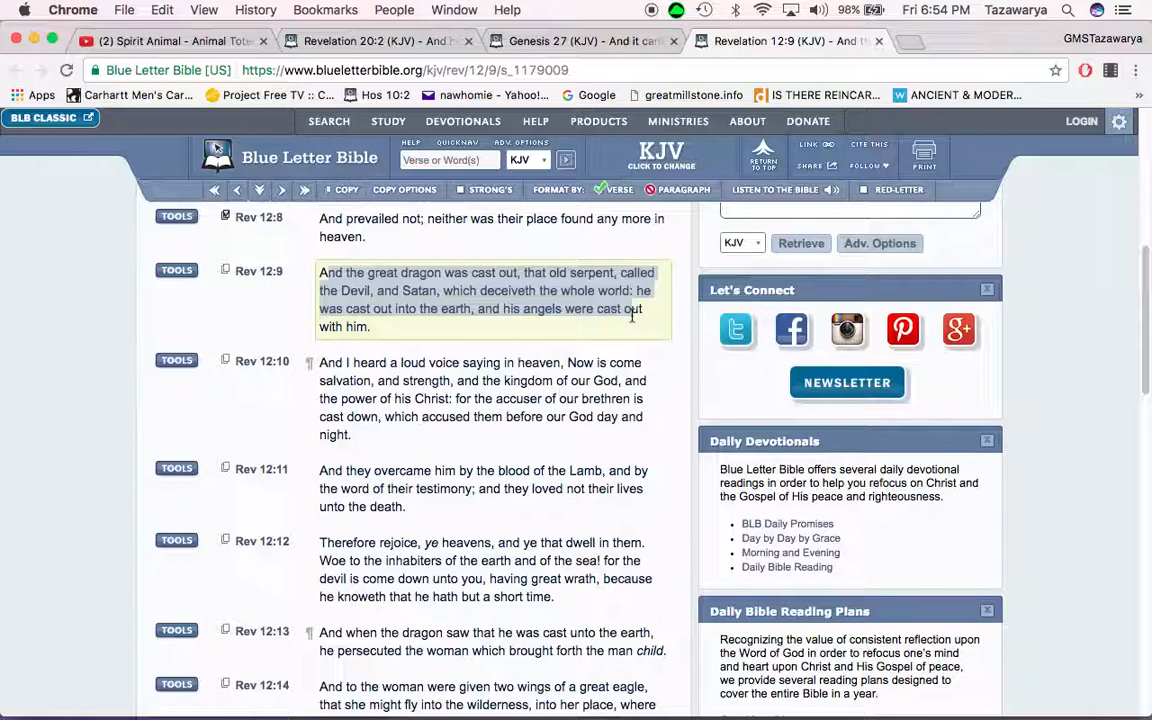 Chrome File Edit View History Bookmarks People Window Help 98% Fri 6:54 PM Tazawarya
(2) Spirit Animal - Animal Tote
Revelation 20:2 (KJV) - And he
Genesis 27 (KJV) - And it cam
Revelation 12:9 (KJV) - And th
GMSTazawarya
Blue Letter Bible [US] https://www.blueletterbible.org/kjv/rev/12/9/s_1179009
Apps Carhartt Men's Car... Project Free TV :: C... Hos 10:2 nawhomie - Yahoo!... Google greatmillstone.info IS THERE REINCAR... ANCIENT & MODER... »
BLB CLASSIC
SEARCH STUDY DEVOTIONALS HELP PRODUCTS MINISTRIES ABOUT DONATE LOGIN
Blue Letter Bible
HELP QUICKNAV ADV. OPTIONS
Verse or Word(s) KJV
KJV
CLICK TO CHANGE
RETURN
TO TOP
LINK CITE THIS
SHARE FOLLOW
PRINT
COPY COPY OPTIONS STRONG'S FORMAT BY: VERSE PARAGRAPH LISTEN TO THE BIBLE RED-LETTER
TOOLS Rev 12:8 And prevailed not; neither was their place found any more in
heaven.
TOOLS Rev 12:9 And the great dragon was cast out, that old serpent, called
the Devil, and Satan, which deceiveth the whole world: he
was cast out into the earth, and his angels were cast out
with him.
TOOLS Rev 12:10 ¶ And I heard a loud voice saying in heaven, Now is come
salvation, and strength, and the kingdom of our God, and
the power of his Christ: for the accuser of our brethren is
cast down, which accused them before our God day and
night.
TOOLS Rev 12:11 And they overcame him by the blood of the Lamb, and by
the word of their testimony; and they loved not their lives
unto the death.
TOOLS Rev 12:12 Therefore rejoice, ye heavens, and ye that dwell in them.
Woe to the inhabiters of the earth and of the sea! for the
devil is come down unto you, having great wrath, because
he knoweth that he hath but a short time.
TOOLS Rev 12:13 ¶ And when the dragon saw that he was cast unto the earth,
he persecuted the woman which brought forth the man child.
TOOLS Rev 12:14 And to the woman were given two wings of a great eagle,
that she might fly into the wilderness, into her place, where
KJV Retrieve Adv. Options
Let's Connect
NEWSLETTER
Daily Devotionals
Blue Letter Bible offers several daily devotional
readings in order to help you refocus on Christ and
the Gospel of His peace and righteousness.
• BLB Daily Promises
• Day by Day by Grace
• Morning and Evening
• Daily Bible Reading
Daily Bible Reading Plans
Recognizing the value of consistent reflection upon
the Word of God in order to refocus one's mind
and heart upon Christ and His Gospel of peace,
we provide several reading plans designed to
cover the entire Bible in a year.